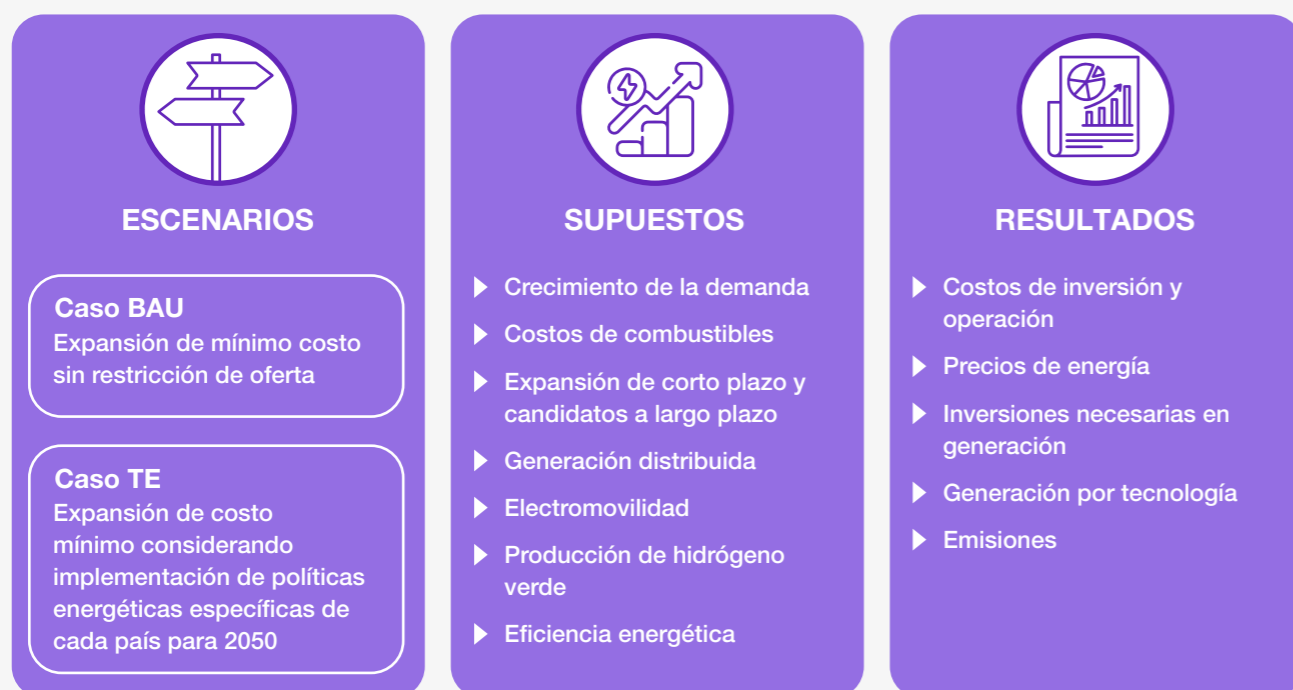 ESCENARIOS
Caso BAU
Expansión de mínimo costo
sin restricción de oferta
Caso TE
Expansión de costo
mínimo considerando
implementación de políticas
energéticas específicas de
cada país para 2050
SUPUESTOS
Crecimiento de la demanda
Costos de combustibles
Expansión de corto plazo y
candidatos a largo plazo
Generación distribuida
Electromovilidad
Producción de hidrógeno
verde
Eficiencia energética
RESULTADOS
Costos de inversión y
operación
Precios de energía
Inversiones necesarias en
generación
Generación por tecnología
Emisiones